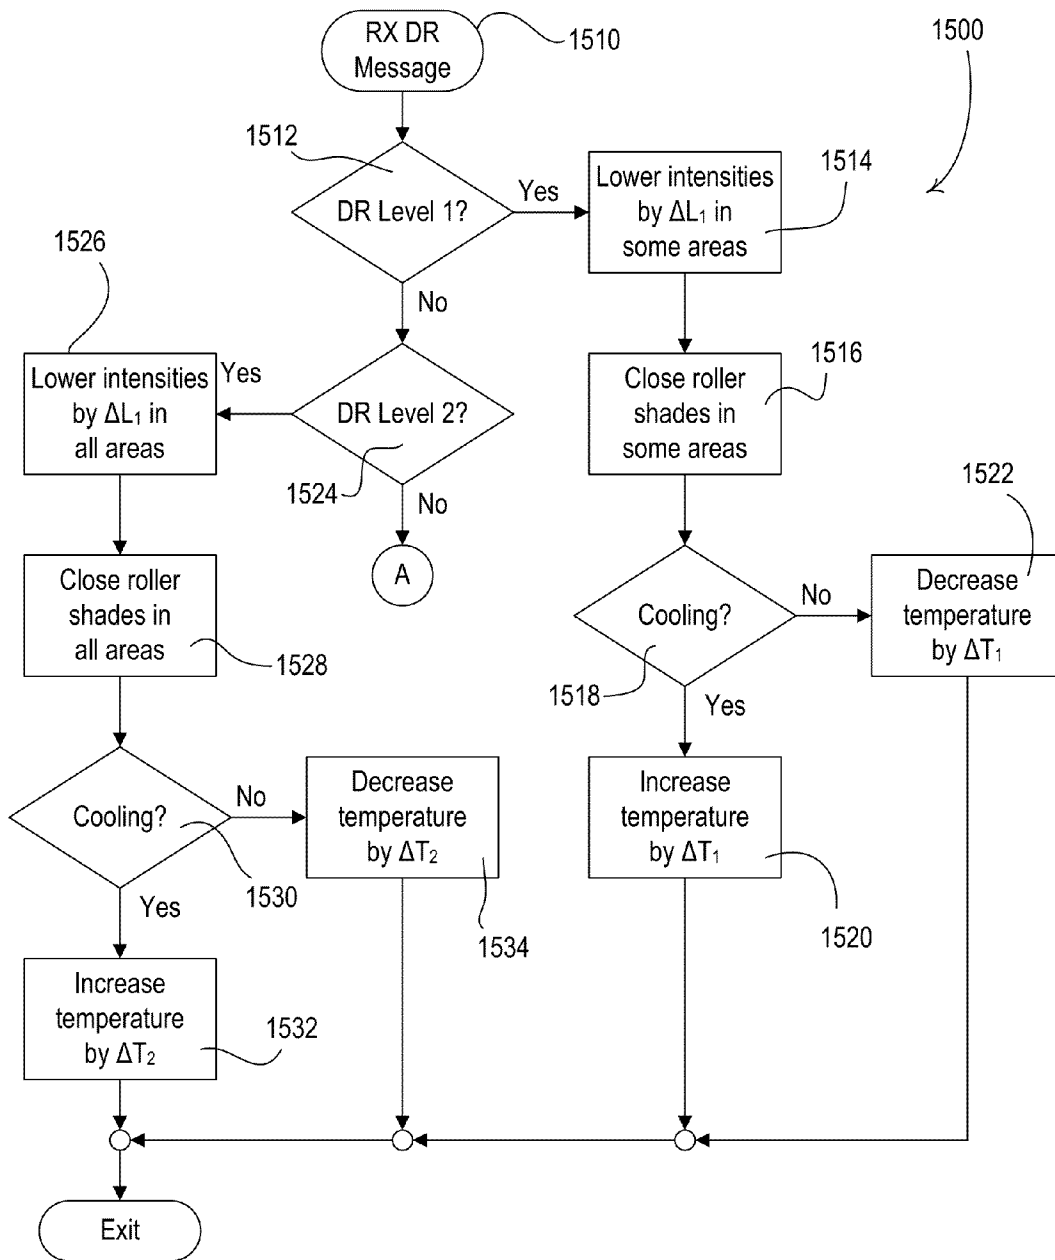 RX DR
Message
1510
1500
1512
DR Level 1?
Yes
Lower intensities
by ΔL₁ in
some areas
1514
No
1526
Lower intensities
by ΔL₁ in
all areas
Yes
DR Level 2?
1524
No
A
Close roller
shades in
some areas
1516
1522
Close roller
shades in
all areas
1528
Cooling?
1518
No
Decrease
temperature
by ΔT₁
Yes
Cooling?
1530
No
Decrease
temperature
by ΔT₂
1534
Increase
temperature
by ΔT₁
1520
Yes
Increase
temperature
by ΔT₂
1532
Exit